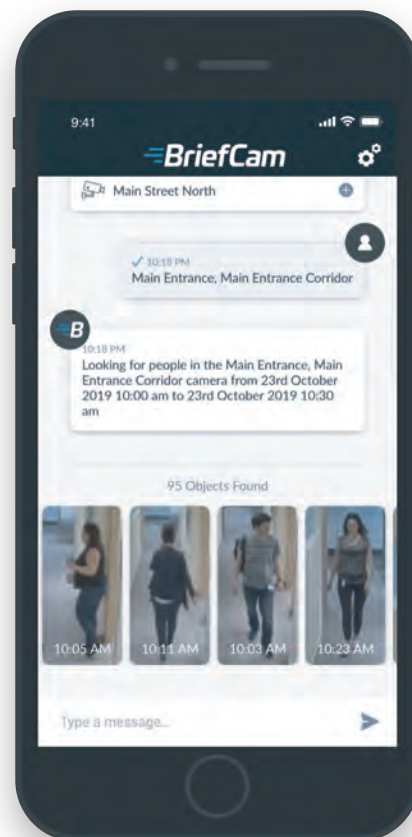 9:41
BriefCam
Main Street North
10:18 PM
Main Entrance, Main Entrance Corridor
B
10:18 PM
Looking for people in the Main Entrance, Main
Entrance Corridor camera from 23rd October
2019 10:00 am to 23rd October 2019 10:30
am
95 Objects Found
10:05 AM
10:11 AM
10:03 AM
10:23 AM
Type a message...